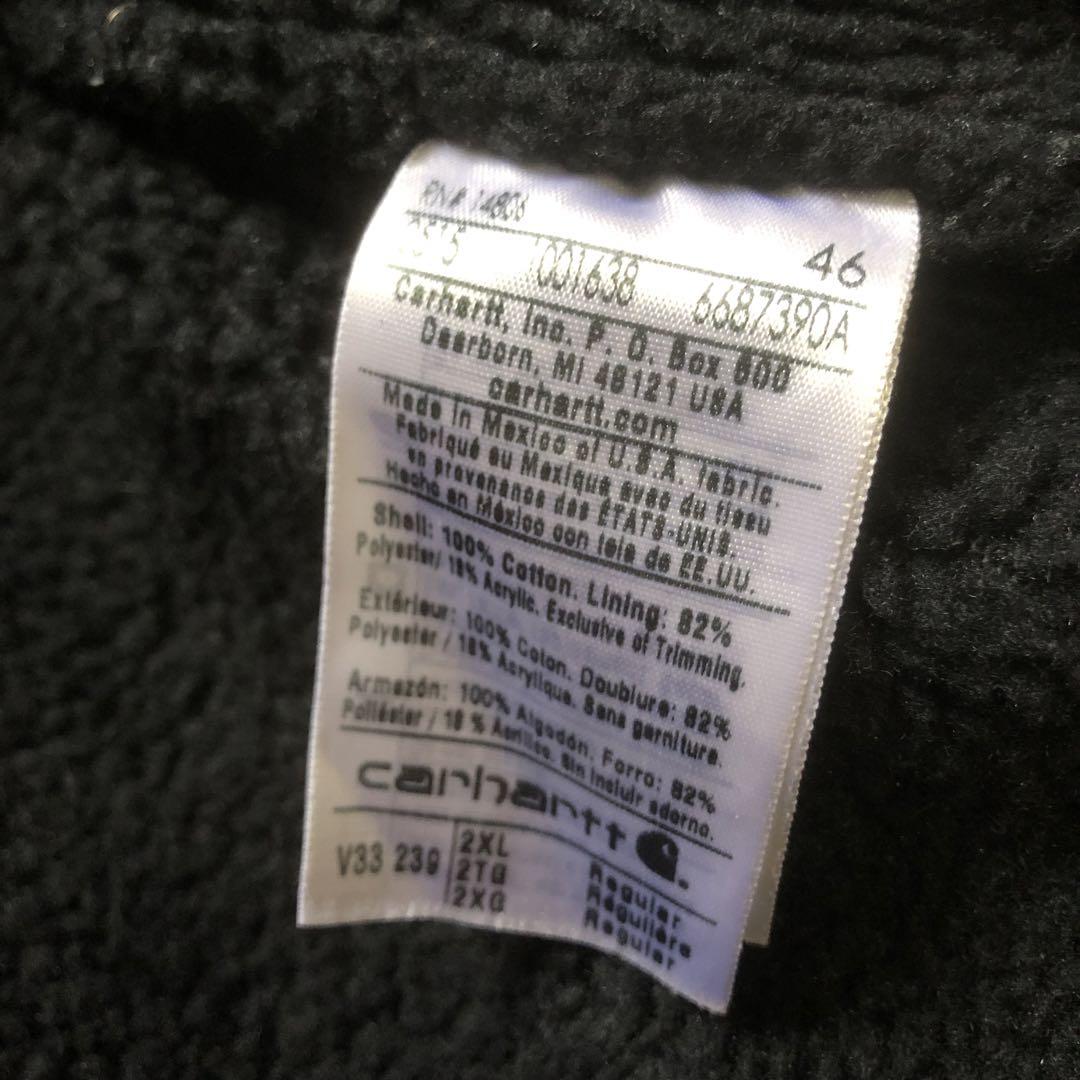 RN# 14806
46
001638 6687390A
Carhartt, Inc. P. O. Box 600
Dearborn, MI 48121 USA
carhartt.com
Made in Mexico of U.S.A. fabric.
Fabriqué au Mexique avec du tissu
en provenance des ÉTATS-UNIS.
Hecho en México con tela de EE.UU.
Shell: 100% Cotton. Lining: 82%
Polyester/ 18% Acrylic. Exclusive of Trimming.
Extérieur: 100% Coton. Doublure: 82%
Polyester / 18% Acrylique. Sans garniture.
Armazón: 100% Algodón. Forro: 82%
Poliéster / 18 % Acrílico. Sin incluir adorno.
carhartt
V33 239
2XL Regular
2TG Régulière
2XG Regular